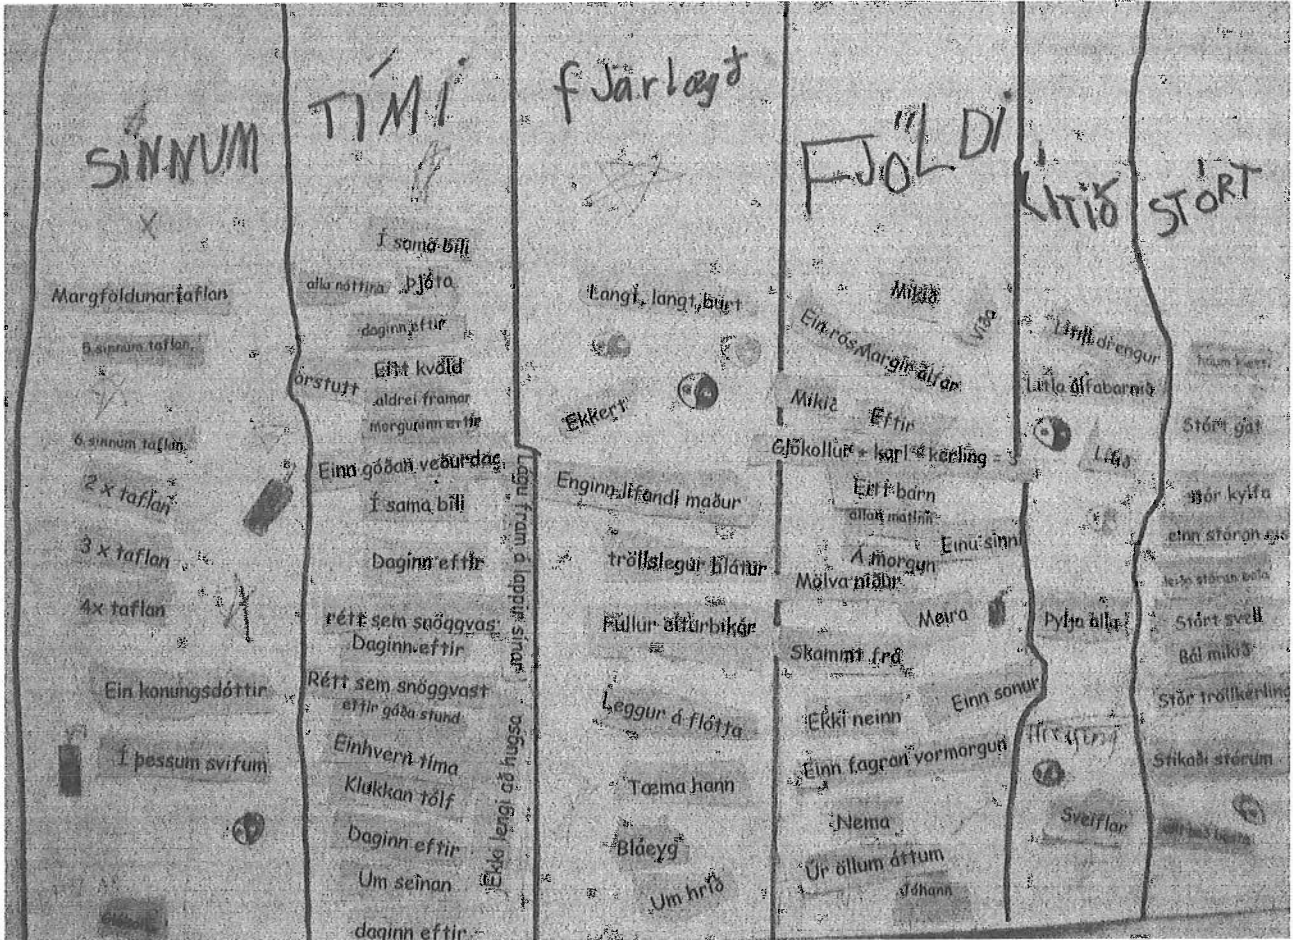 SINNUM
Margföldunartaflan
5 sinnum taflan.
6 sinnum taflan
2 x taflan
3 x taflan
4x taflan
Ein konungsdóttir
Í þessum svifum
TÍMI
Í sama bili
alla nóttina
Þjóta
daginn eftir
Eitt kvöld
örstutt
aldrei framar
morguninn eftir
Einn góðan veðurdag
Í sama bili
Daginn eftir
rétt sem snöggvas
Daginn eftir
Rétt sem snöggvast
eftir góða stund
Einhvern tíma
Klukkan tólf
Daginn eftir
Um seinan
daginn eftir
Lagði fram á lappir sínar
Ekki lengi að hugsa
fJarlægð
Langt, langt burt
Ekkert
Enginn lifandi maður
tröllslegur hlátur
Fullur silfurbikar
Leggur á flótta
Tæma hann
Bláeyg
Um hríð
FJÖLDI
Mikið
Víða
Ein rós
Margir álfar
Mikið
Eftir
Glókollur + karl + kerling = 3
Eitt barn
allan matinn
Einu sinni
Á morgun
Mölva niður
Meira
Skammt frá
Einn sonur
Ekki neinn
Einn fagran vormorgun
Nema
Úr öllum áttum
Jóhann
LÍTIÐ
Lítill drengur
Litla álfabarnið
Lítið
Pylsa
Sveiflar
STÓRT
Stórt gat
stór kylfa
einn stóran
Stórt svell
Bál mikið
Stór tröllkerling
Stikaði stórum